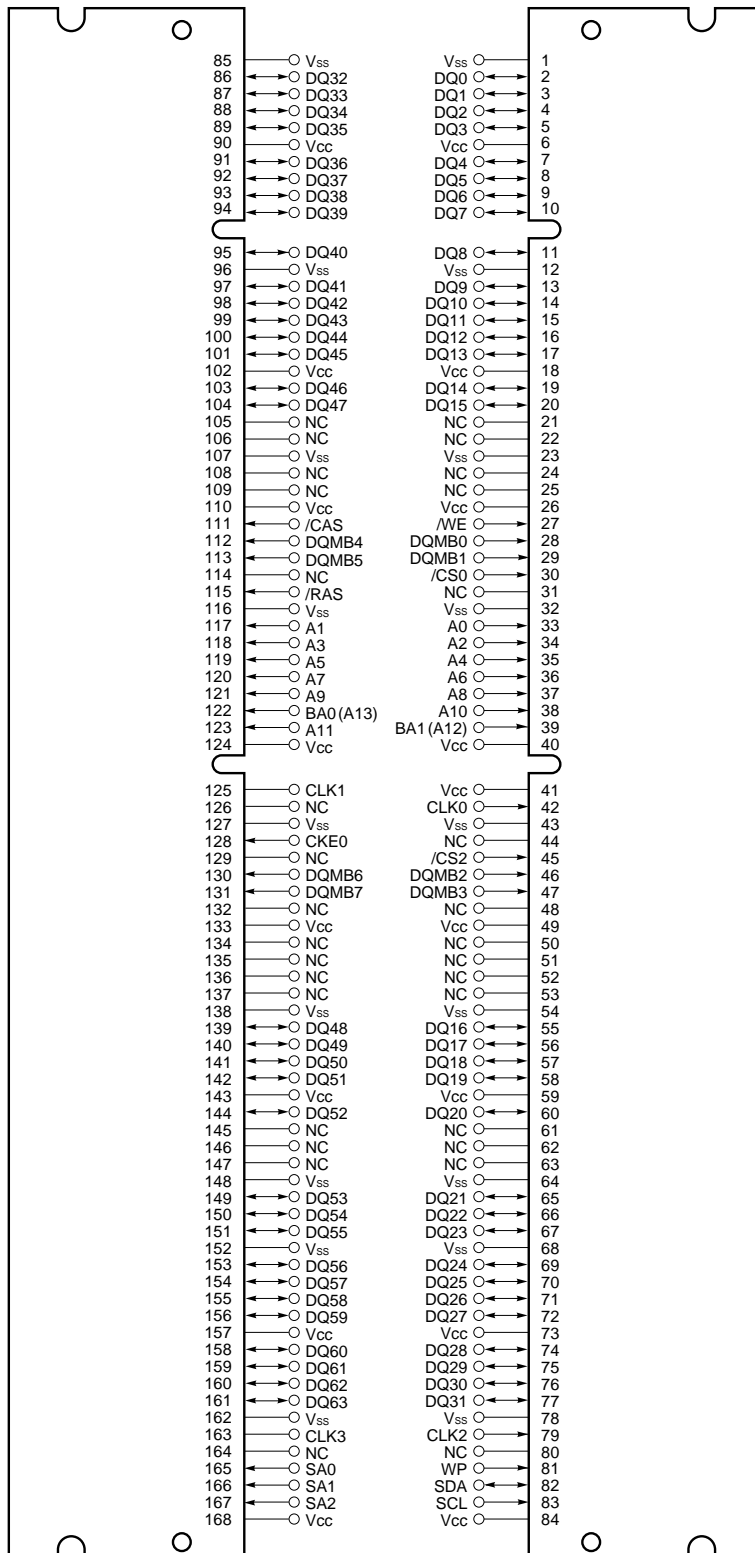 85 Vss Vss 1
86 DQ32 DQ0 2
87 DQ33 DQ1 3
88 DQ34 DQ2 4
89 DQ35 DQ3 5
90 Vcc Vcc 6
91 DQ36 DQ4 7
92 DQ37 DQ5 8
93 DQ38 DQ6 9
94 DQ39 DQ7 10
95 DQ40 DQ8 11
96 Vss Vss 12
97 DQ41 DQ9 13
98 DQ42 DQ10 14
99 DQ43 DQ11 15
100 DQ44 DQ12 16
101 DQ45 DQ13 17
102 Vcc Vcc 18
103 DQ46 DQ14 19
104 DQ47 DQ15 20
105 NC NC 21
106 NC NC 22
107 Vss Vss 23
108 NC NC 24
109 NC NC 25
110 Vcc Vcc 26
111 /CAS /WE 27
112 DQMB4 DQMB0 28
113 DQMB5 DQMB1 29
114 NC /CS0 30
115 /RAS NC 31
116 Vss Vss 32
117 A1 A0 33
118 A3 A2 34
119 A5 A4 35
120 A7 A6 36
121 A9 A8 37
122 BA0 (A13) A10 38
123 A11 BA1 (A12) 39
124 Vcc Vcc 40
125 CLK1 Vcc 41
126 NC CLK0 42
127 Vss Vss 43
128 CKE0 NC 44
129 NC /CS2 45
130 DQMB6 DQMB2 46
131 DQMB7 DQMB3 47
132 NC NC 48
133 Vcc Vcc 49
134 NC NC 50
135 NC NC 51
136 NC NC 52
137 NC NC 53
138 Vss Vss 54
139 DQ48 DQ16 55
140 DQ49 DQ17 56
141 DQ50 DQ18 57
142 DQ51 DQ19 58
143 Vcc Vcc 59
144 DQ52 DQ20 60
145 NC NC 61
146 NC NC 62
147 NC NC 63
148 Vss Vss 64
149 DQ53 DQ21 65
150 DQ54 DQ22 66
151 DQ55 DQ23 67
152 Vss Vss 68
153 DQ56 DQ24 69
154 DQ57 DQ25 70
155 DQ58 DQ26 71
156 DQ59 DQ27 72
157 Vcc Vcc 73
158 DQ60 DQ28 74
159 DQ61 DQ29 75
160 DQ62 DQ30 76
161 DQ63 DQ31 77
162 Vss Vss 78
163 CLK3 CLK2 79
164 NC NC 80
165 SA0 WP 81
166 SA1 SDA 82
167 SA2 SCL 83
168 Vcc Vcc 84